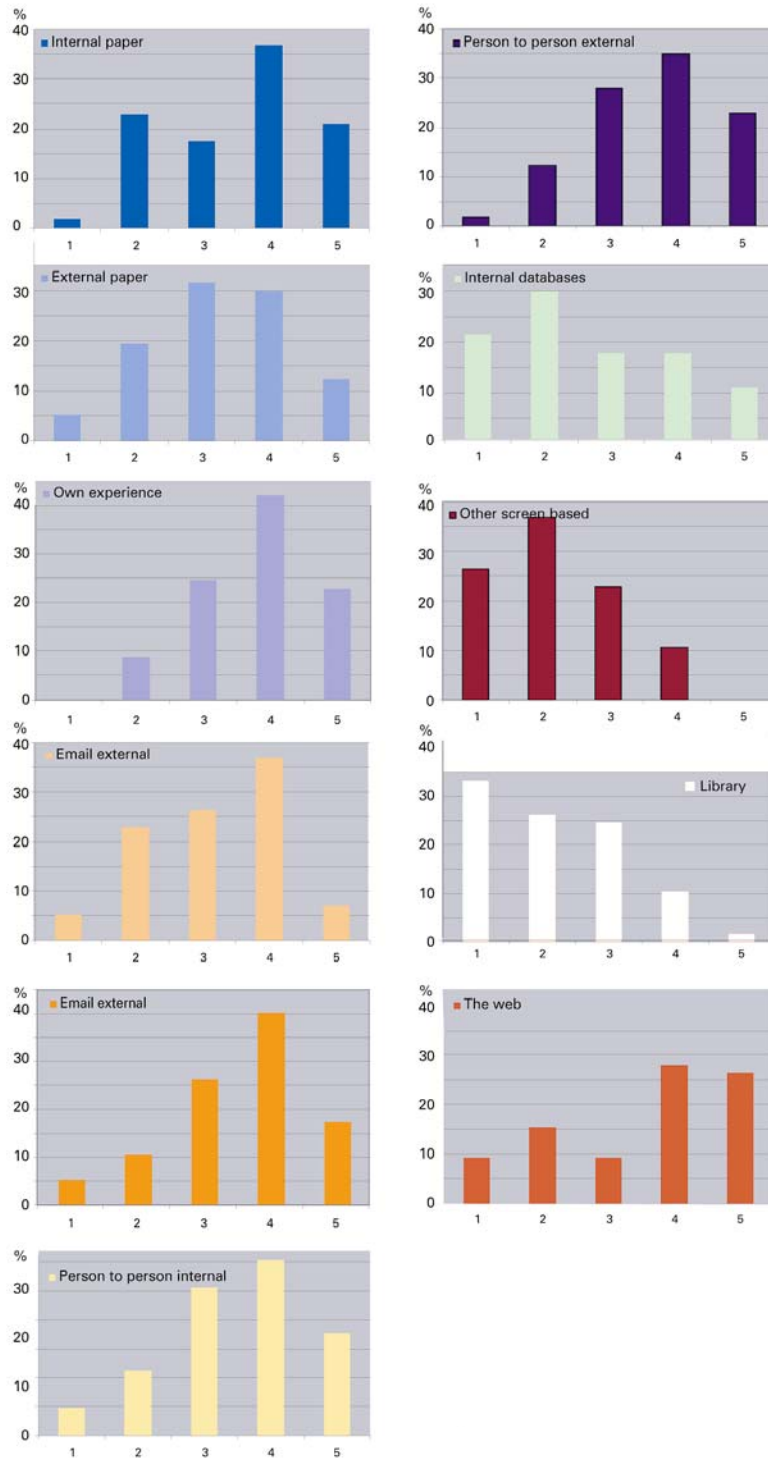 %
40
30
20
10
0
Internal paper
1 2 3 4 5
40
30
20
10
0
Person to person external
1 2 3 4 5
30
20
10
0
External paper
1 2 3 4 5
%
30
20
10
0
Internal databases
1 2 3 4 5
%
40
30
20
10
0
Own experience
1 2 3 4 5
%
40
30
20
10
0
Other screen based
1 2 3 4 5
%
40
30
20
10
0
Email external
1 2 3 4 5
%
40
30
20
10
0
Library
1 2 3 4 5
%
40
30
20
10
0
Email external
1 2 3 4 5
%
40
30
20
10
0
The web
1 2 3 4 5
%
30
20
10
0
Person to person internal
1 2 3 4 5